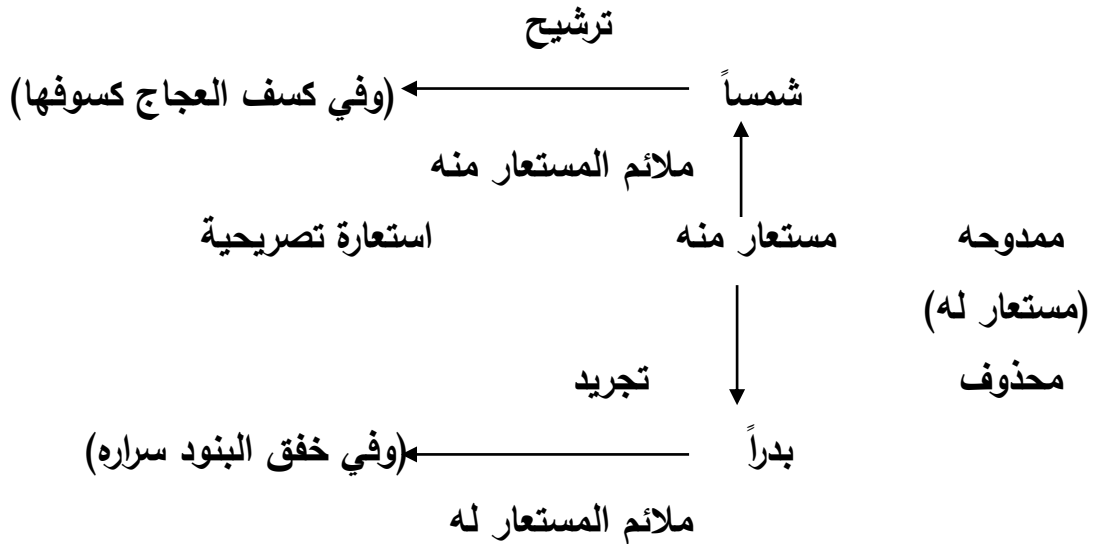 ترشيح
شمساً (وفي كسف العجاج كسوفها)
ملائم المستعار منه
ممدوحه مستعار منه استعارة تصريحية
(مستعار له)
محذوف تجريد
بدراً (وفي خفق البنود سراره)
ملائم المستعار له